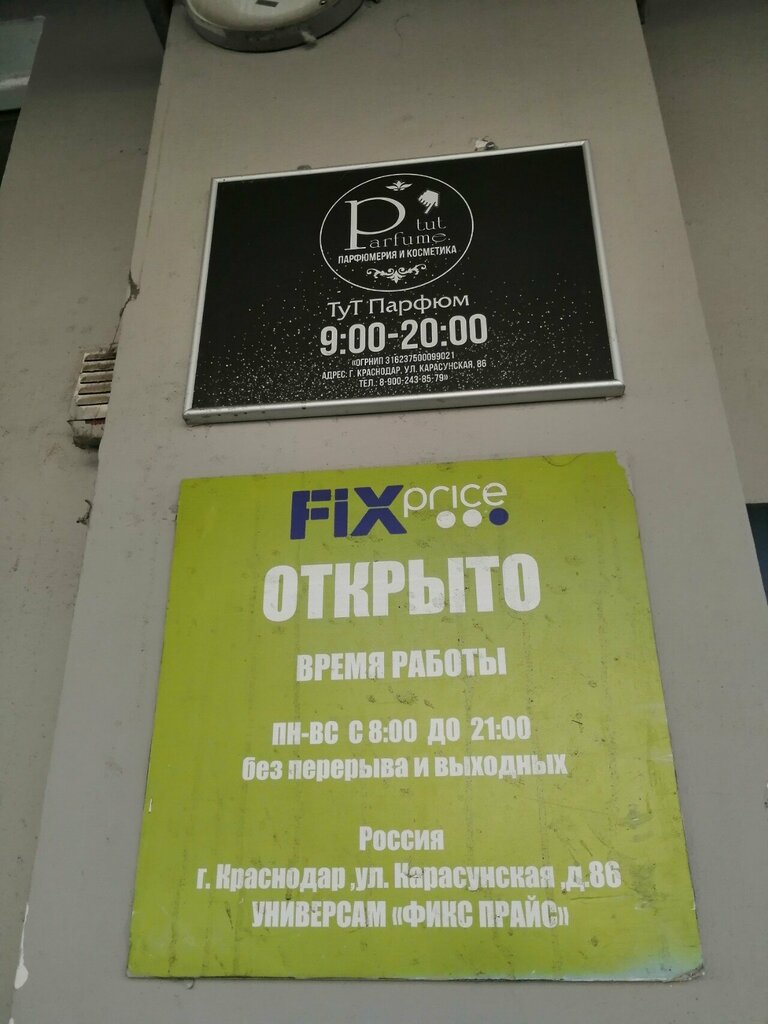 Parfume tut
ПАРФЮМЕРИЯ И КОСМЕТИКА
ТуТ Парфюм
9:00-20:00
«ОГРНИП 316237500099021
АДРЕС: Г. КРАСНОДАР, УЛ. КАРАСУНСКАЯ, 86
ТЕЛ.: 8-900-243-85-79»
FiX price
ОТКРЫТО
ВРЕМЯ РАБОТЫ
ПН-ВС С 8:00 ДО 21:00
без перерыва и выходных
Россия
г. Краснодар ,ул. Карасунская ,д.86
УНИВЕРСАМ «ФИКС ПРАЙС»